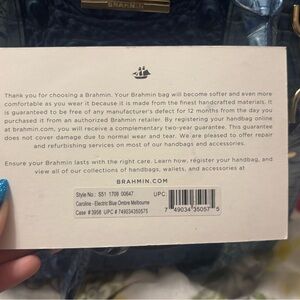 BRAHMIN
Thank you for choosing a Brahmin. Your Brahmin bag will become softer and even more
comfortable as you wear it because it is made from the finest handcrafted materials. It
is guaranteed to be free of any manufacturer's defect for 12 months from the day you
purchased it from an authorized Brahmin retailer. By registering your handbag online
at brahmin.com, you will receive a complimentary two-year guarantee. This guarantee
does not cover damage due to normal wear and tear. We are pleased to offer repair
and refurbishing services on most of our handbags and accessories.
Ensure your Brahmin lasts with the right care. Learn how, register your handbag, and
view all of our collections of handbags, wallets, and accessories at
BRAHMIN.COM
Style No.: S51 1709 00647 UPC:
Caroline - Electric Blue Ombre Melbourne
Case # 3958 UPC # 749034350575
7 49034 35057 5